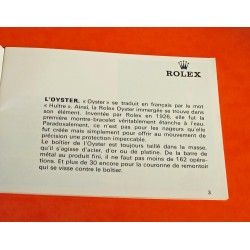 ROLEX
L'OYSTER. « Oyster » se traduit en français par le mot
« Huître ». Ainsi, la Rolex Oyster immergée se trouve dans
son élément. Inventée par Rolex en 1926, elle fut la
première montre-bracelet véritablement étanche à l'eau.
Paradoxalement, ce n'est pas pour les nageurs qu'elle
fut créée mais simplement pour offrir au mouvement de
précision une protection inégalable et permanente.
Le boîtier de l'Oyster est toujours taillé dans la masse,
qu'il s'agisse d'acier, d'or ou de platine. De la barre de
métal au produit fini, il ne faut pas moins de 162 opéra-
tions. Et plus de 30 encore pour la couronne de remontoir
qui se visse contre le boîtier.
3